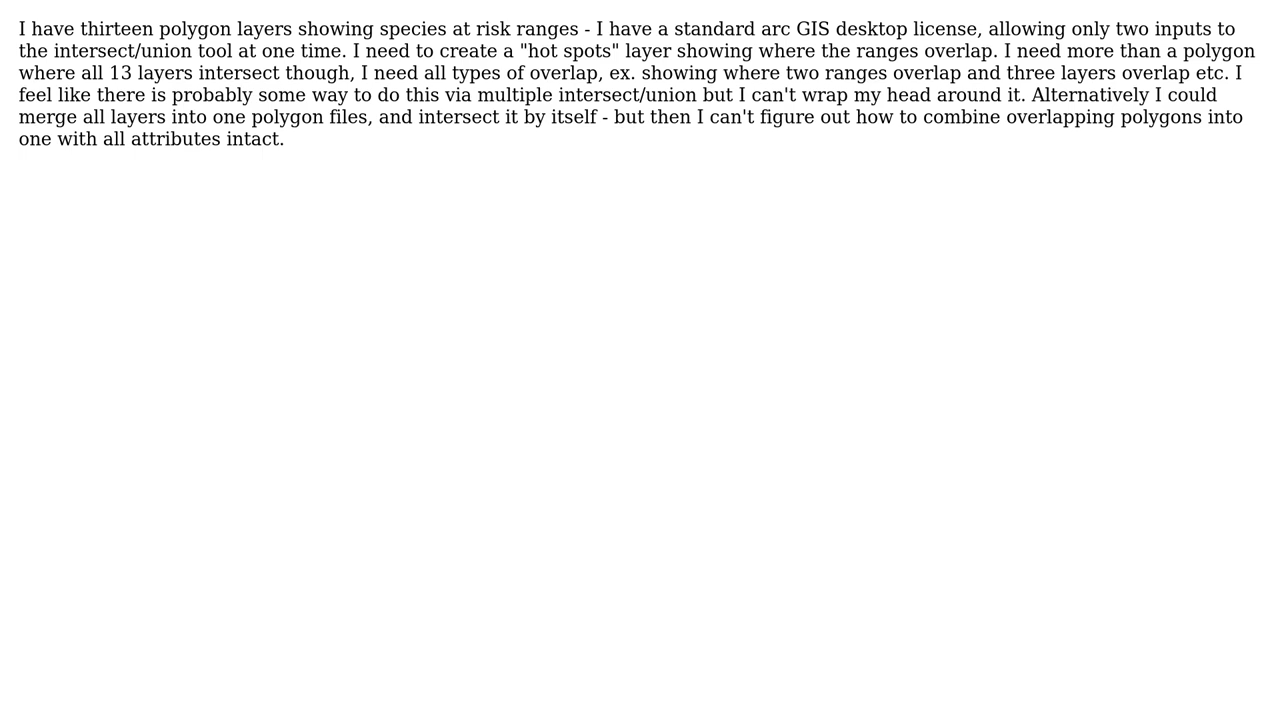 I have thirteen polygon layers showing species at risk ranges - I have a standard arc GIS desktop license, allowing only two inputs to
the intersect/union tool at one time. I need to create a "hot spots" layer showing where the ranges overlap. I need more than a polygon
where all 13 layers intersect though, I need all types of overlap, ex. showing where two ranges overlap and three layers overlap etc. I
feel like there is probably some way to do this via multiple intersect/union but I can't wrap my head around it. Alternatively I could
merge all layers into one polygon files, and intersect it by itself - but then I can't figure out how to combine overlapping polygons into
one with all attributes intact.